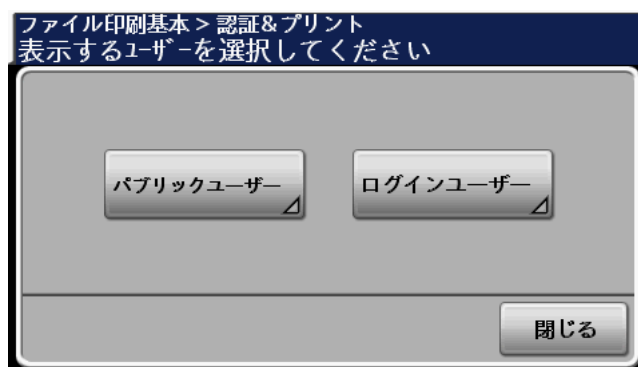 ファイル印刷基本 > 認証&プリント
表示するﾕｰｻﾞｰを選択してください
パブリックユーザー
ログインユーザー
閉じる